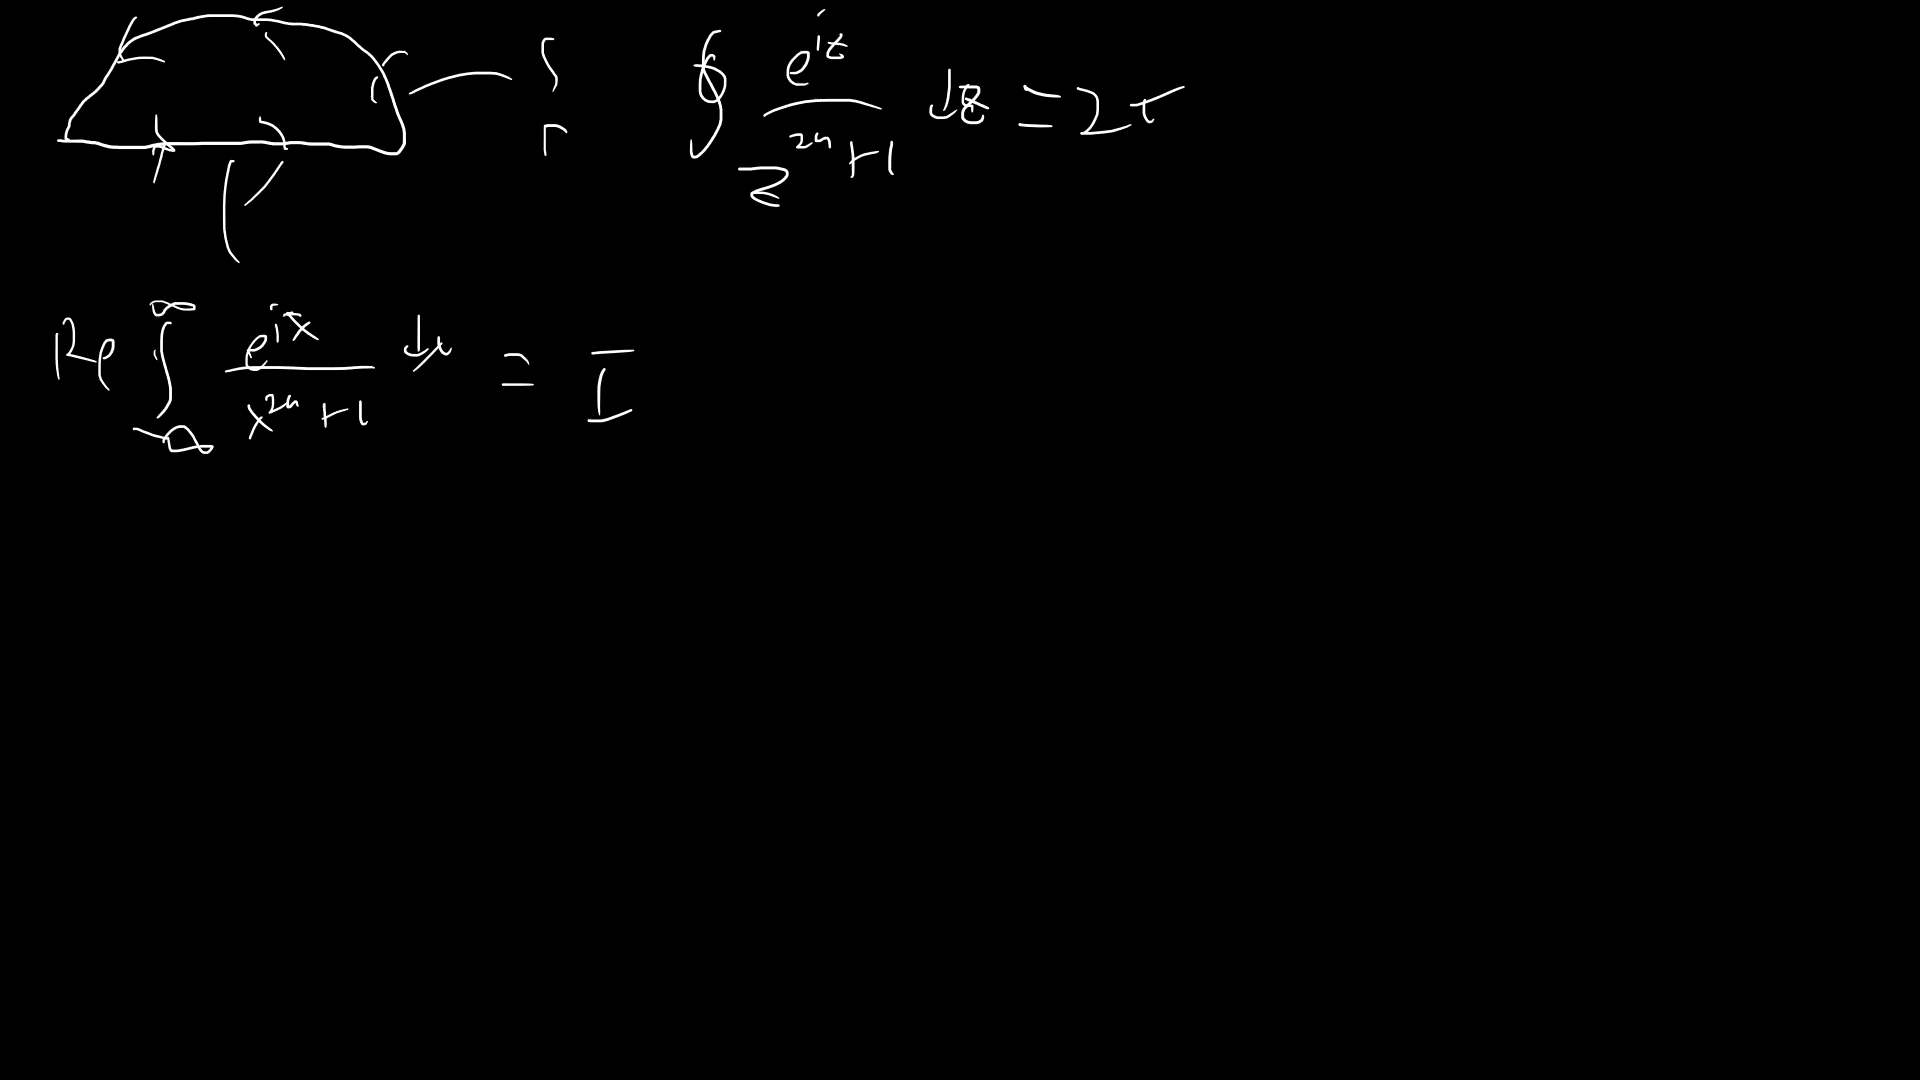 ∮ e^{iz} / (z^{2n} + 1) dz = 2π
Re ∫_{-∞}^{∞} e^{ix} / (x^{2n} + 1) dx = I